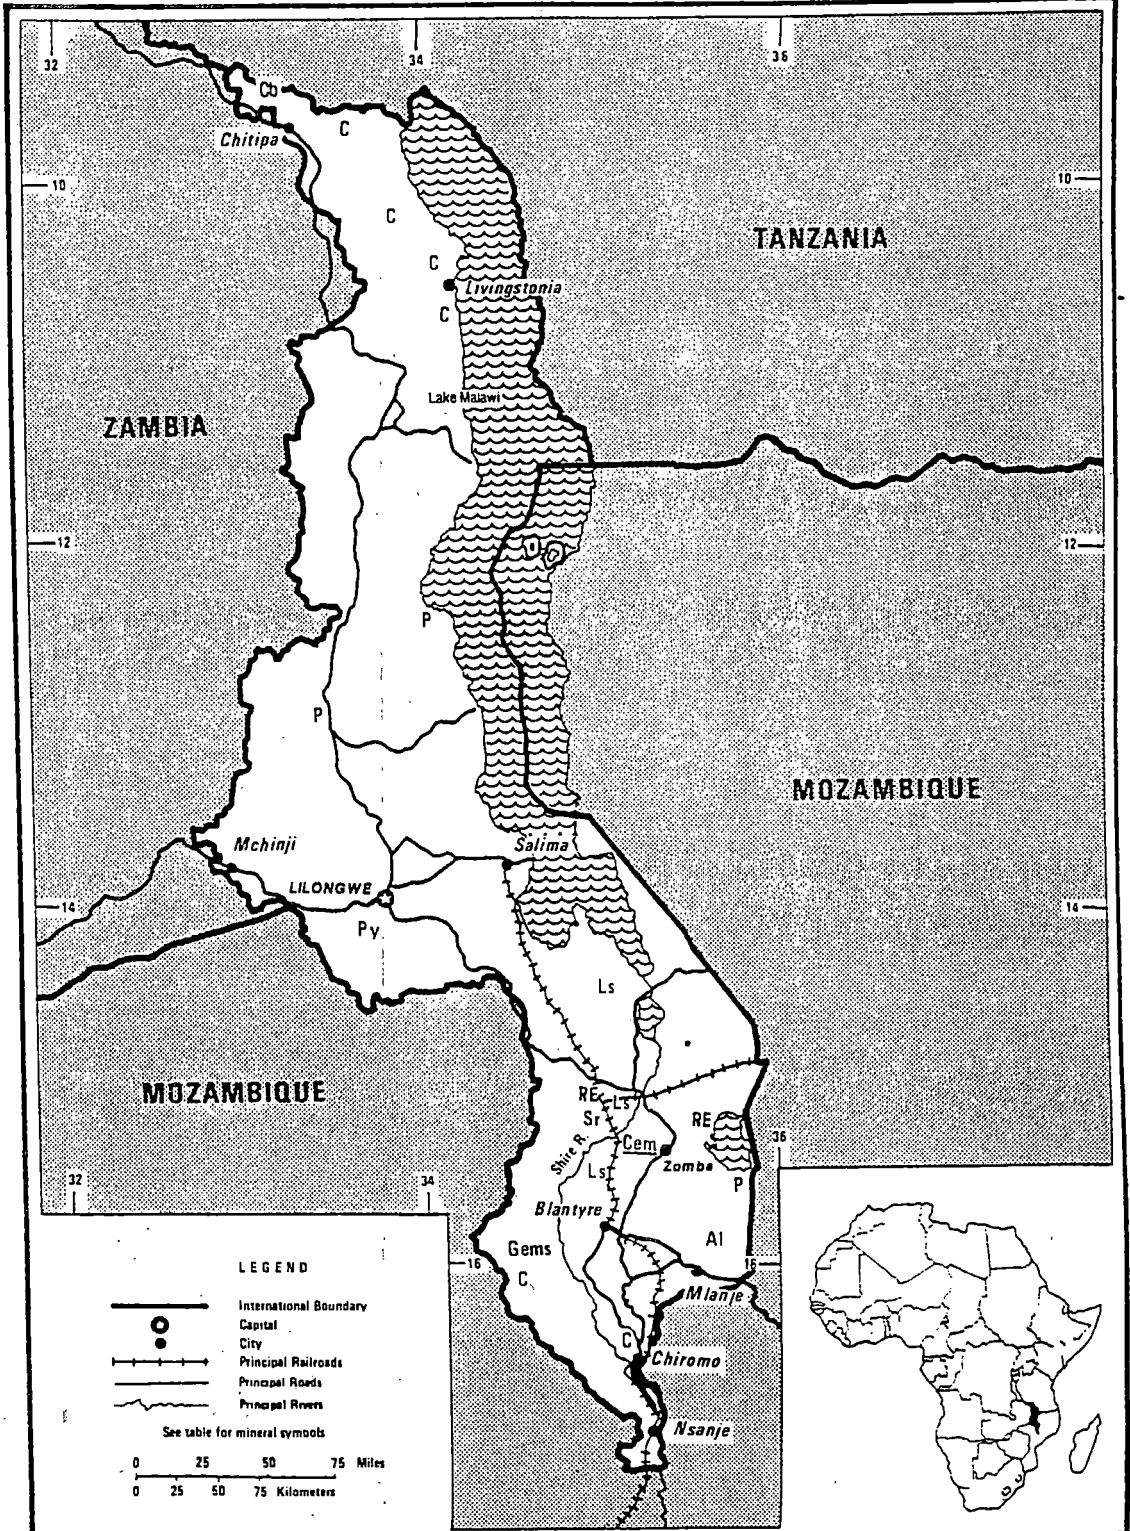 32
34
36
Cb
C
Chitipa
10
10
C
TANZANIA
C
Livingstonia
C
Lake Malawi
ZAMBIA
12
12
P
P
MOZAMBIQUE
Mchinji
Salima
LILONGWE
14
14
Py
Ls
MOZAMBIQUE
RE
Ls
RE
Sr
Cem
36
Shire R.
Zomba
Ls
P
32
34
Blantyre
Al
Gems
16
16
C
Mlanje
C
Chiromo
Nsanje
LEGEND
International Boundary
Capital
City
Principal Railroads
Principal Roads
Principal Rivers
See table for mineral symbols
0 25 50 75 Miles
0 25 50 75 Kilometers